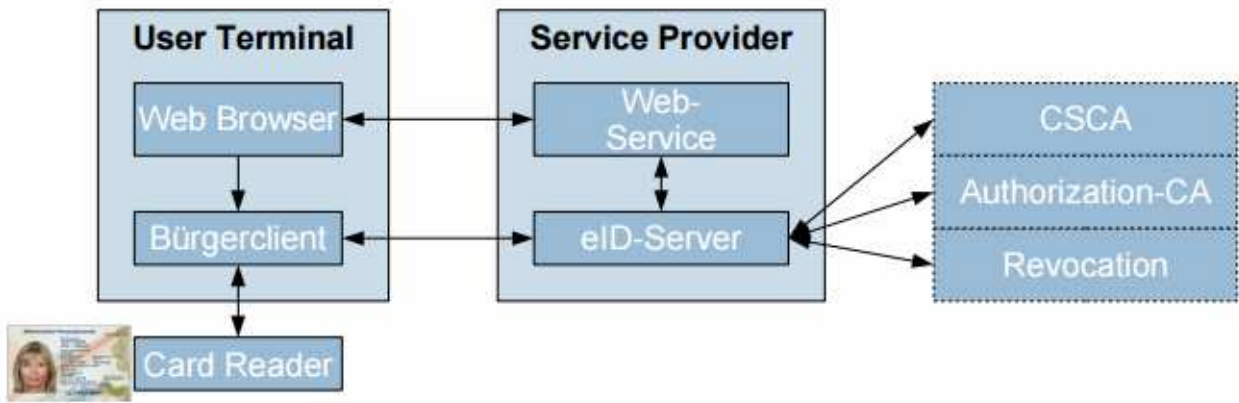 User Terminal
Service Provider
Web Browser
Web-
Service
CSCA
Authorization-CA
Bürgerclient
eID-Server
Revocation
Card Reader